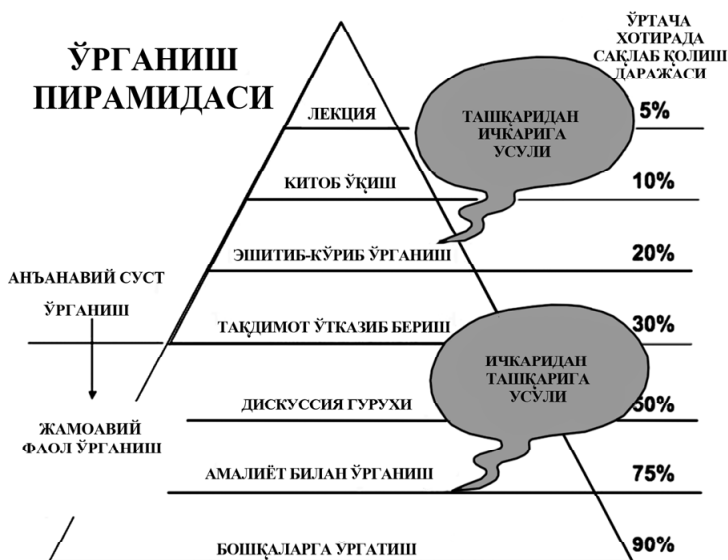 ЎРГАНИШ
ПИРАМИДАСИ
ЎРТАЧА
ХОТИРАДА
САҚЛАБ ҚОЛИШ
ДАРАЖАСИ
ЛЕКЦИЯ
5%
ТАШҚАРИДАН
ИЧКАРИГА
УСУЛИ
КИТОБ ЎҚИШ
10%
ЭШИТИБ-КЎРИБ ЎРГАНИШ
20%
АНЪАНАВИЙ СУСТ
ЎРГАНИШ
ТАҚДИМОТ ЎТКАЗИБ БЕРИШ
30%
ИЧКАРИДАН
ТАШҚАРИГА
УСУЛИ
ДИСКУССИЯ ГУРУХИ
50%
ЖАМОАВИЙ
ФАОЛ ЎРГАНИШ
АМАЛИЁТ БИЛАН ЎРГАНИШ
75%
БОШҚАЛАРГА УРГАТИШ
90%